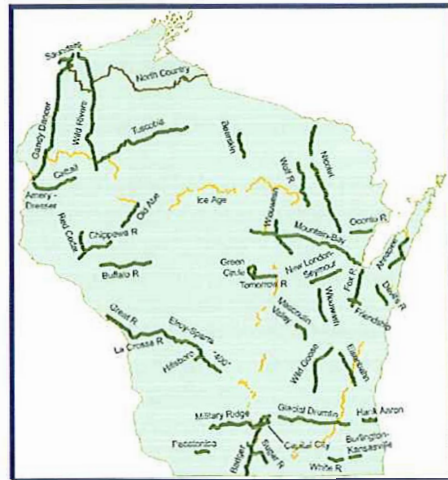 Saunders
North Country
Gandy Dancer
Wild Rivers
Tuscobia
Bearskin
Cattail
Amery-Dresser
Wolf R
Nicolet
Old Abe
Ice Age
Wiouwash
Oconto R
Red Cedar
Chippewa R
Mountain-Bay
Ahnapee
Buffalo R
Green
Circle
Tomorrow R
New London-
Seymour
Fox R
Devils R
Friendship
Mascoutin
Valley
Wiouwash
Great R
Elroy-Sparta
La Crosse R
Hillsboro
"400"
Wild Goose
Eisenbahn
Military Ridge
Glacial Drumlin
Hank Aaron
Pecatonica
Capital City
Badger
Sugar R
Burlington-
Kansasville
White R